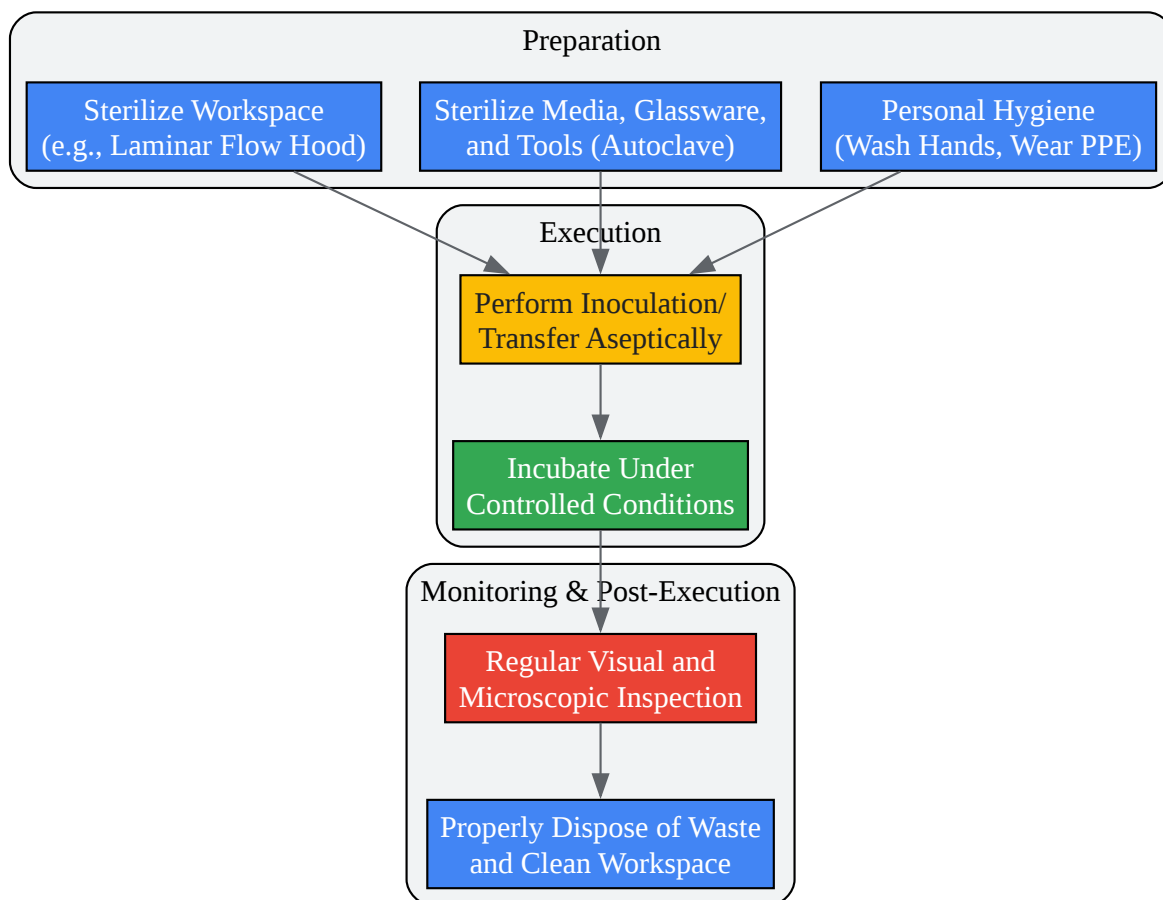 Preparation
Sterilize Workspace
(e.g., Laminar Flow Hood)
Sterilize Media, Glassware,
and Tools (Autoclave)
Personal Hygiene
(Wash Hands, Wear PPE)
Execution
Perform Inoculation/
Transfer Aseptically
Incubate Under
Controlled Conditions
Monitoring & Post-Execution
Regular Visual and
Microscopic Inspection
Properly Dispose of Waste
and Clean Workspace